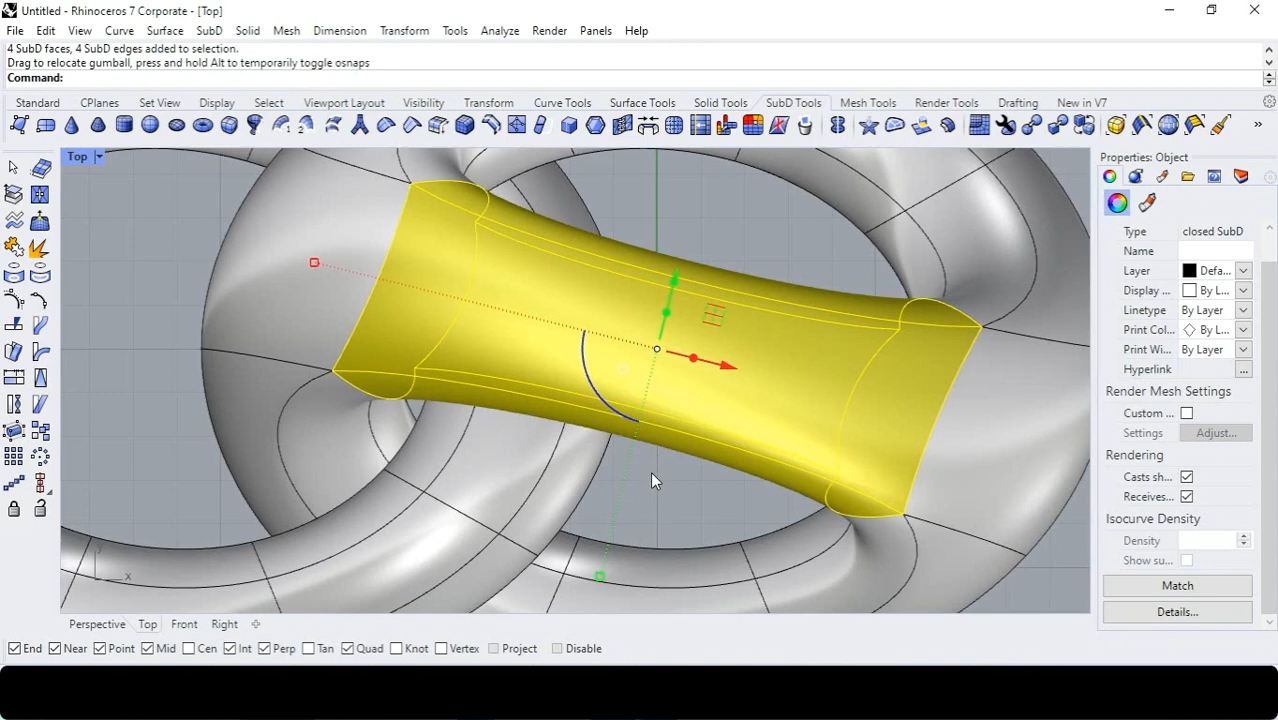 Untitled - Rhinoceros 7 Corporate - [Top]
File Edit View Curve Surface SubD Solid Mesh Dimension Transform Tools Analyze Render Panels Help
4 SubD faces, 4 SubD edges added to selection.
Drag to relocate gumball, press and hold Alt to temporarily toggle osnaps
Command:
Standard CPlanes Set View Display Select Viewport Layout Visibility Transform Curve Tools Surface Tools Solid Tools SubD Tools Mesh Tools Render Tools Drafting New in V7
Top
Properties: Object
Type closed SubD
Name
Layer Defa...
Display ... By L...
Linetype By Layer
Print Col... By L...
Print Wi... By Layer
Hyperlink ...
Render Mesh Settings
Custom ...
Settings Adjust...
Rendering
Casts sh...
Receives...
Isocurve Density
Density
Show su...
Match
Details...
y
x
Perspective Top Front Right
End Near Point Mid Cen Int Perp Tan Quad Knot Vertex Project Disable